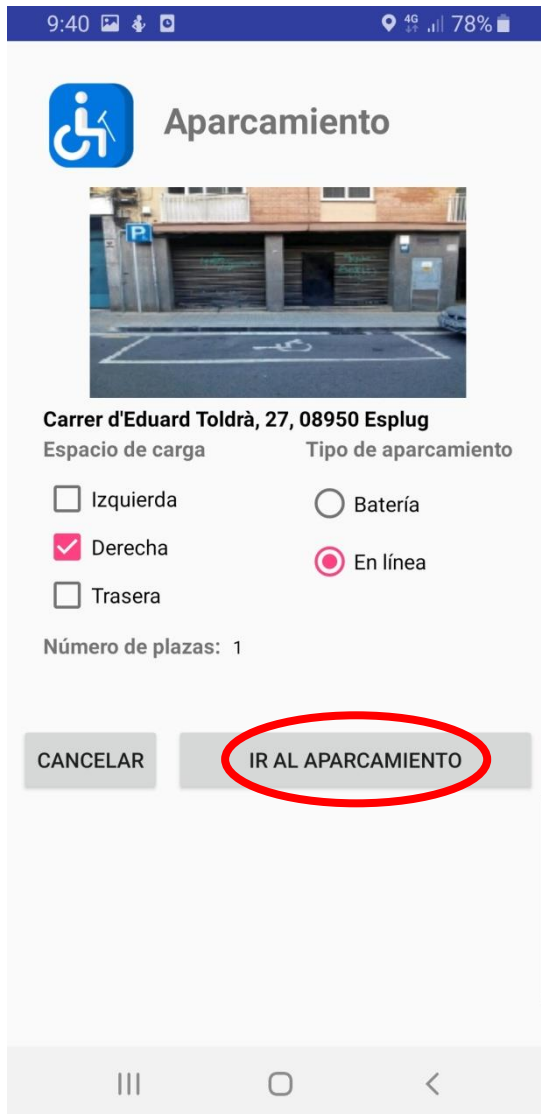 9:40 4G 78%
Aparcamiento
P
Carrer d'Eduard Toldrà, 27, 08950 Esplug
Espacio de carga Tipo de aparcamiento
Izquierda Batería
Derecha En línea
Trasera
Número de plazas: 1
CANCELAR IR AL APARCAMIENTO